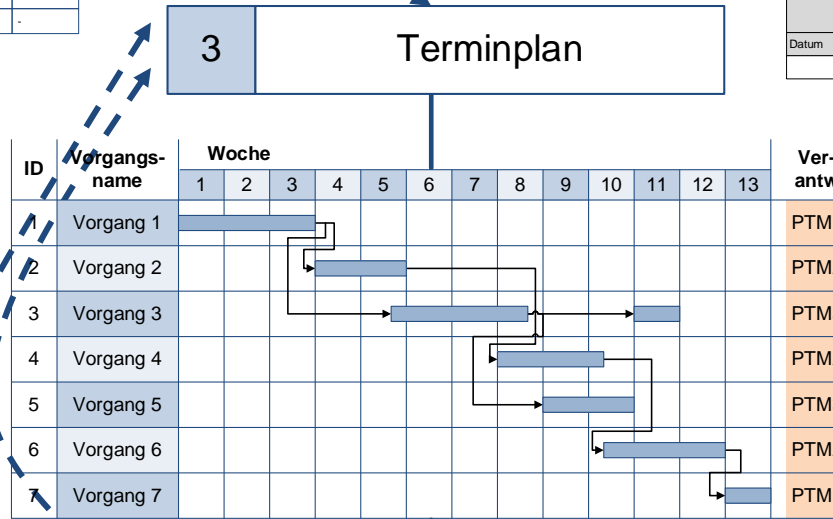 -
3 Terminplan
Datum
ID Vorgangs-
name Woche Ver-
antw
1 2 3 4 5 6 7 8 9 10 11 12 13
1 Vorgang 1 PTM
2 Vorgang 2 PTM
3 Vorgang 3 PTM
4 Vorgang 4 PTM
5 Vorgang 5 PTM
6 Vorgang 6 PTM
7 Vorgang 7 PTM